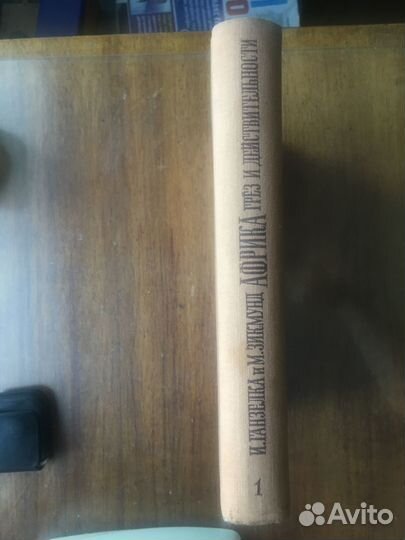 1 И. ГАНЗЕЛКА и М. ЗИКМУНД АФРИКА ГРЁЗ И ДЕЙСТВИТЕЛЬНОСТИ
Avito